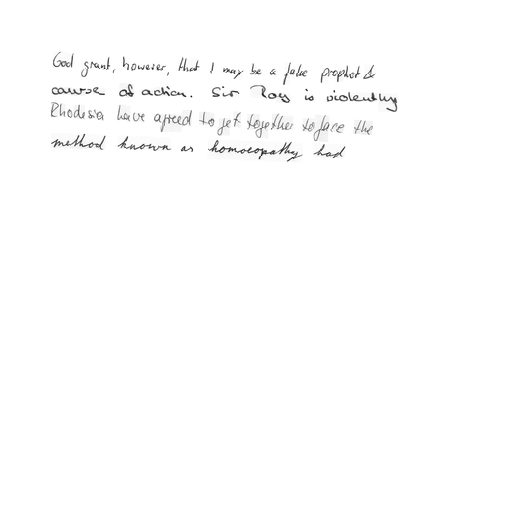 God grant, however, that I may be a false prophet &
course of action. Sir Roy is violently
Rhodesia have agreed to get together to face the
method known as homoeopathy had